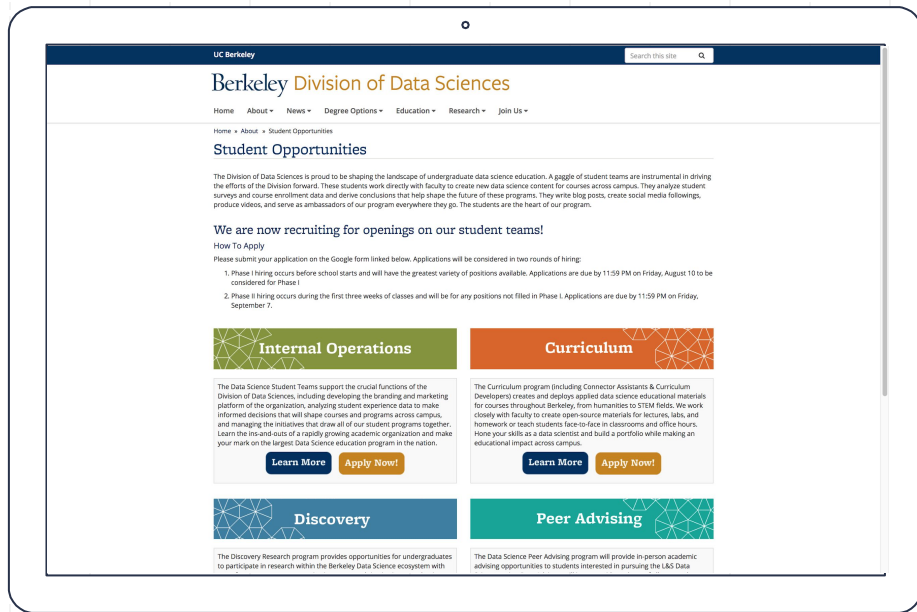 UC Berkeley
Search this site
Berkeley Division of Data Sciences
Home About News Degree Options Education Research Join Us
Home » About » Student Opportunities
Student Opportunities
The Division of Data Sciences is proud to be shaping the landscape of undergraduate data science education. A gaggle of student teams are instrumental in driving
the efforts of the Division forward. These students work directly with faculty to create new data science content for courses across campus. They analyze student
surveys and course enrollment data and derive conclusions that help shape the future of these programs. They write blog posts, create social media followings,
produce videos, and serve as ambassadors of our program everywhere they go. The students are the heart of our program.
We are now recruiting for openings on our student teams!
How To Apply
Please submit your application on the Google form linked below. Applications will be considered in two rounds of hiring:
1. Phase I hiring occurs before school starts and will have the greatest variety of positions available. Applications are due by 11:59 PM on Friday, August 10 to be
considered for Phase I
2. Phase II hiring occurs during the first three weeks of classes and will be for any positions not filled in Phase I. Applications are due by 11:59 PM on Friday,
September 7.
Internal Operations
The Data Science Student Teams support the crucial functions of the
Division of Data Sciences, including developing the branding and marketing
platform of the organization, analyzing student experience data to make
informed decisions that will shape courses and programs across campus,
and managing the initiatives that draw all of our student programs together.
Learn the ins-and-outs of a rapidly growing academic organization and make
your mark on the largest Data Science education program in the nation.
Learn More Apply Now!
Curriculum
The Curriculum program (including Connector Assistants & Curriculum
Developers) creates and deploys applied data science educational materials
for courses throughout Berkeley, from humanities to STEM fields. We work
closely with faculty to create open-source materials for lectures, labs, and
homework or teach students face-to-face in classrooms and office hours.
Hone your skills as a data scientist and build a portfolio while making an
educational impact across campus.
Learn More Apply Now!
Discovery
The Discovery Research program provides opportunities for undergraduates
to participate in research within the Berkeley Data Science ecosystem with
Peer Advising
The Data Science Peer Advising program will provide in-person academic
advising opportunities to students interested in pursuing the L&S Data